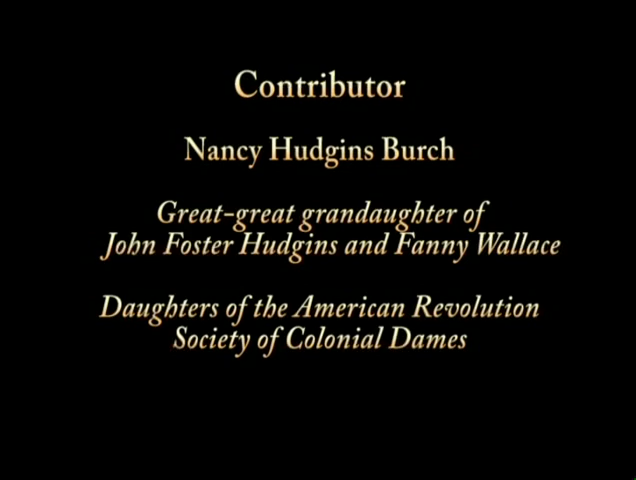 Contributor
Nancy Hudgins Burch
Great-great grandaughter of
John Foster Hudgins and Fanny Wallace
Daughters of the American Revolution
Society of Colonial Dames